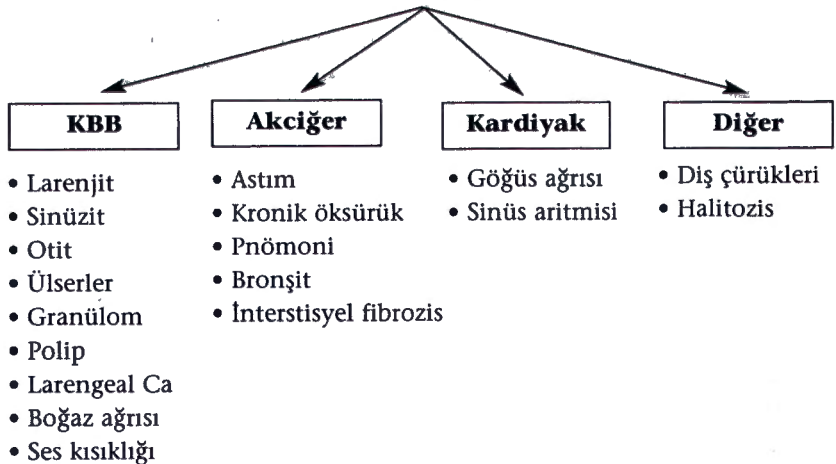 KBB
Akciğer
Kardiyak
Diğer
• Larenjit
• Sinüzit
• Otit
• Ülserler
• Granülom
• Polip
• Larengeal Ca
• Boğaz ağrısı
• Ses kısıklığı
• Astım
• Kronik öksürük
• Pnömoni
• Bronşit
• İnterstisyel fibrozis
• Göğüs ağrısı
• Sinüs aritmisi
• Diş çürükleri
• Halitozis